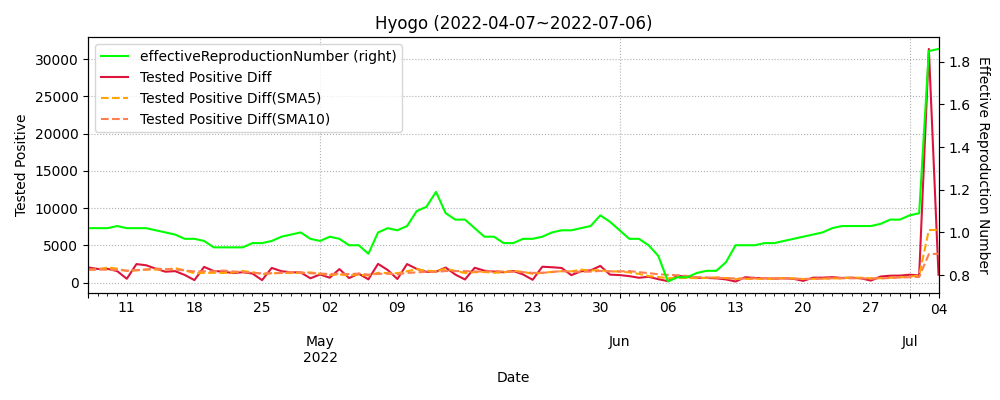 Hyogo (2022-04-07~2022-07-06)
effectiveReproductionNumber (right)
Tested Positive Diff
Tested Positive Diff(SMA5)
Tested Positive Diff(SMA10)
Tested Positive
30000
25000
20000
15000
10000
5000
0
1.8
1.6
1.4
1.2
1.0
0.8
Effective Reproduction Number
11 18 25 02 09 16 23 30 06 13 20 27 04
May Jun Jul
2022
Date